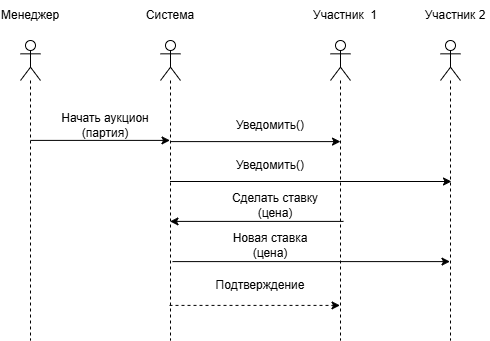 Менеджер
Система
Участник 1
Участник 2
Начать аукцион
(партия)
Уведомить()
Уведомить()
Сделать ставку
(цена)
Новая ставка
(цена)
Подтверждение